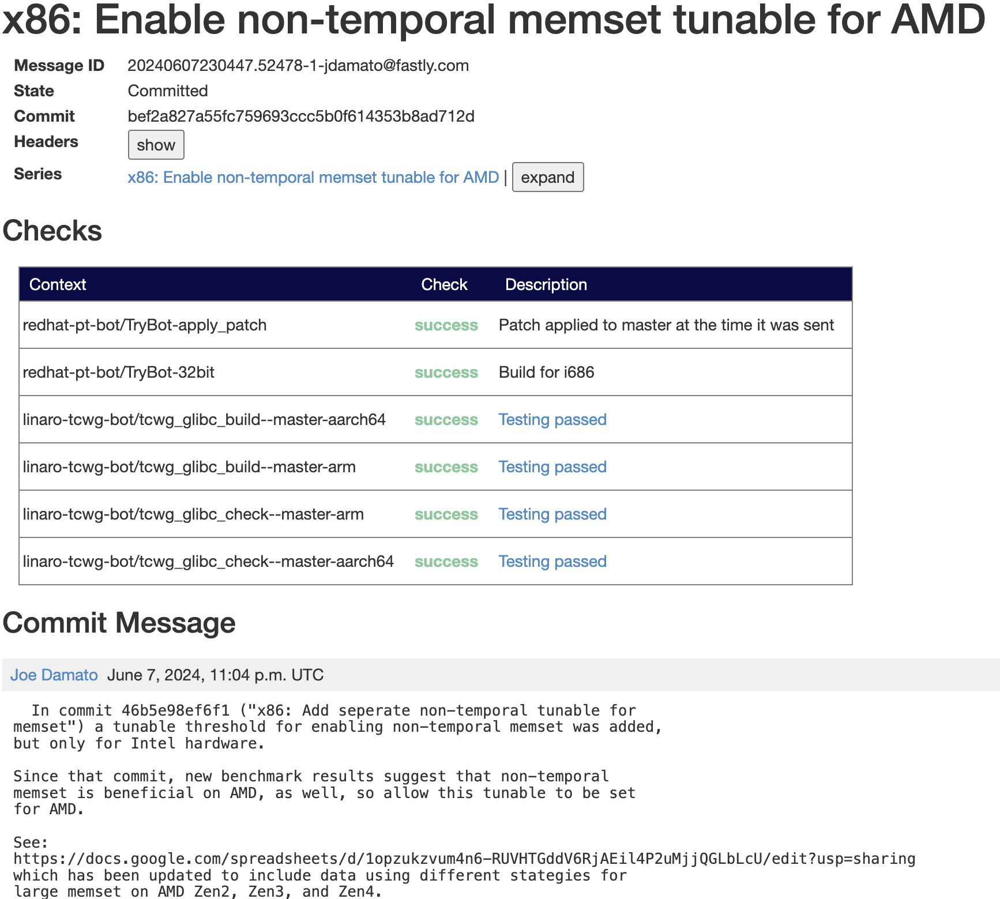 x86: Enable non-temporal memset tunable for AMD
Message ID 20240607230447.52478-1-jdamato@fastly.com
State Committed
Commit bef2a827a55fc759693ccc5b0f614353b8ad712d
Headers show
Series x86: Enable non-temporal memset tunable for AMD | expand
Checks
Context Check Description
redhat-pt-bot/TryBot-apply_patch success Patch applied to master at the time it was sent
redhat-pt-bot/TryBot-32bit success Build for i686
linaro-tcwg-bot/tcwg_glibc_build--master-aarch64 success Testing passed
linaro-tcwg-bot/tcwg_glibc_build--master-arm success Testing passed
linaro-tcwg-bot/tcwg_glibc_check--master-arm success Testing passed
linaro-tcwg-bot/tcwg_glibc_check--master-aarch64 success Testing passed
Commit Message
Joe Damato June 7, 2024, 11:04 p.m. UTC
In commit 46b5e98ef6f1 ("x86: Add seperate non-temporal tunable for
memset") a tunable threshold for enabling non-temporal memset was added,
but only for Intel hardware.
Since that commit, new benchmark results suggest that non-temporal
memset is beneficial on AMD, as well, so allow this tunable to be set
for AMD.
See:
https://docs.google.com/spreadsheets/d/1opzukzvum4n6-RUVHTGddV6RjAEil4P2uMjjQGLbLcU/edit?usp=sharing
which has been updated to include data using different stategies for
large memset on AMD Zen2, Zen3, and Zen4.